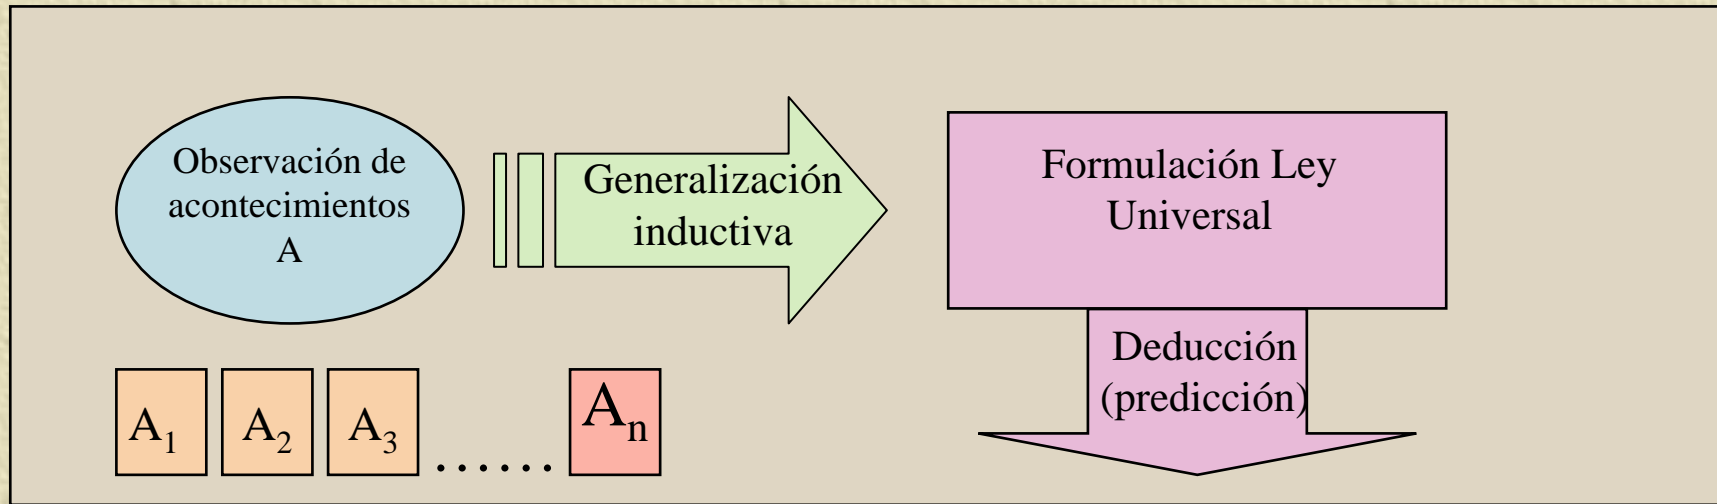 Observación de
acontecimientos
A
Generalización
inductiva
Formulación Ley
Universal
Deducción
(predicción)
A₁ A₂ A₃ ...... Aₙ